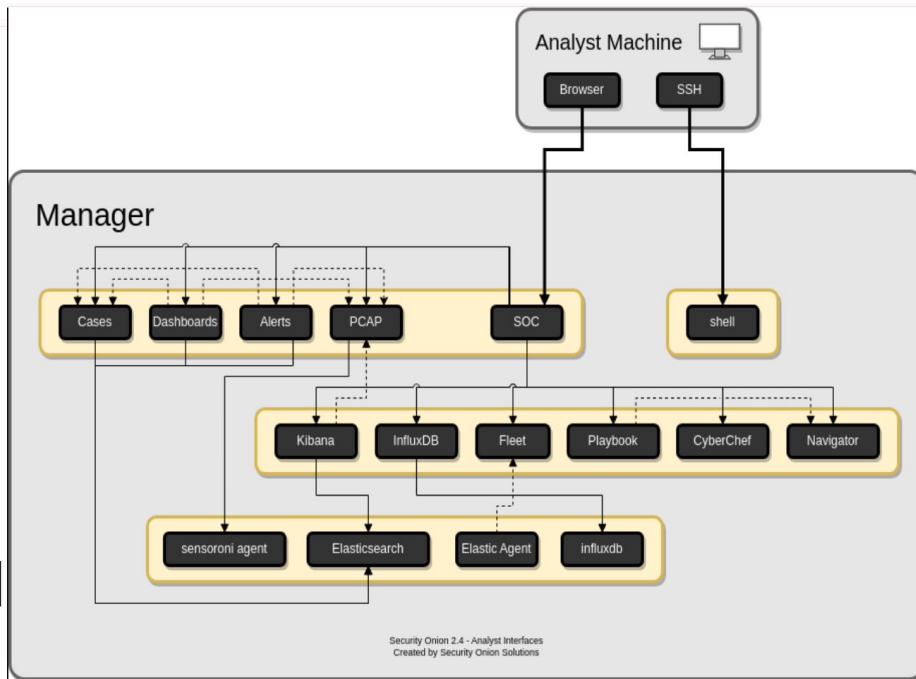 Analyst Machine
Browser
SSH
Manager
Cases
Dashboards
Alerts
PCAP
SOC
shell
Kibana
InfluxDB
Fleet
Playbook
CyberChef
Navigator
sensoroni agent
Elasticsearch
Elastic Agent
influxdb
Security Onion 2.4 - Analyst Interfaces
Created by Security Onion Solutions